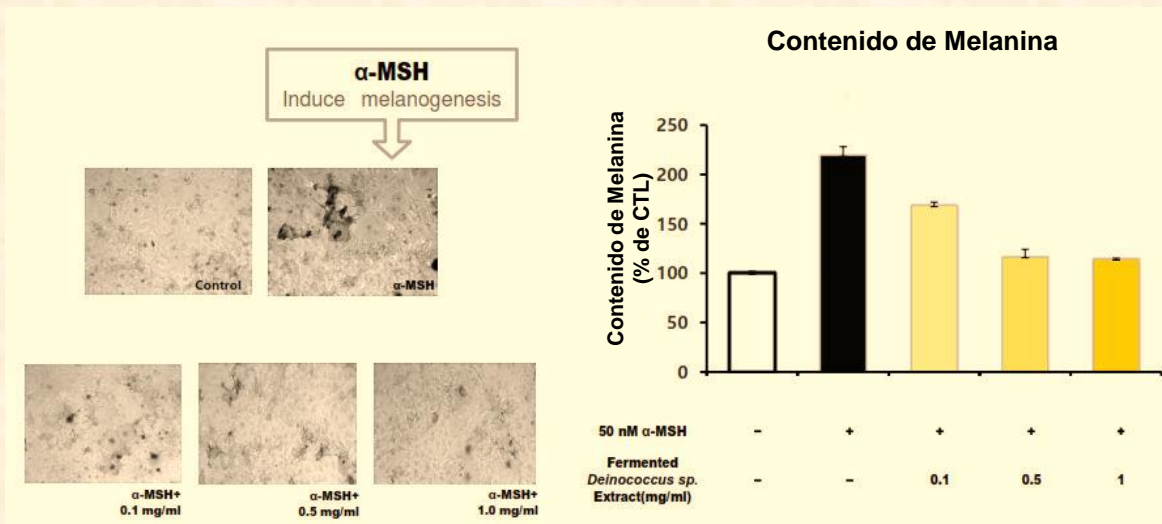 α-MSH
Induce melanogenesis
Control
α-MSH
α-MSH+
0.1 mg/ml
α-MSH+
0.5 mg/ml
α-MSH+
1.0 mg/ml
Contenido de Melanina
Contenido de Melanina
(% de CTL)
250
200
150
100
50
0
50 nM α-MSH - + + + +
Fermented
Deinococcus sp. - - 0.1 0.5 1
Extract(mg/ml)